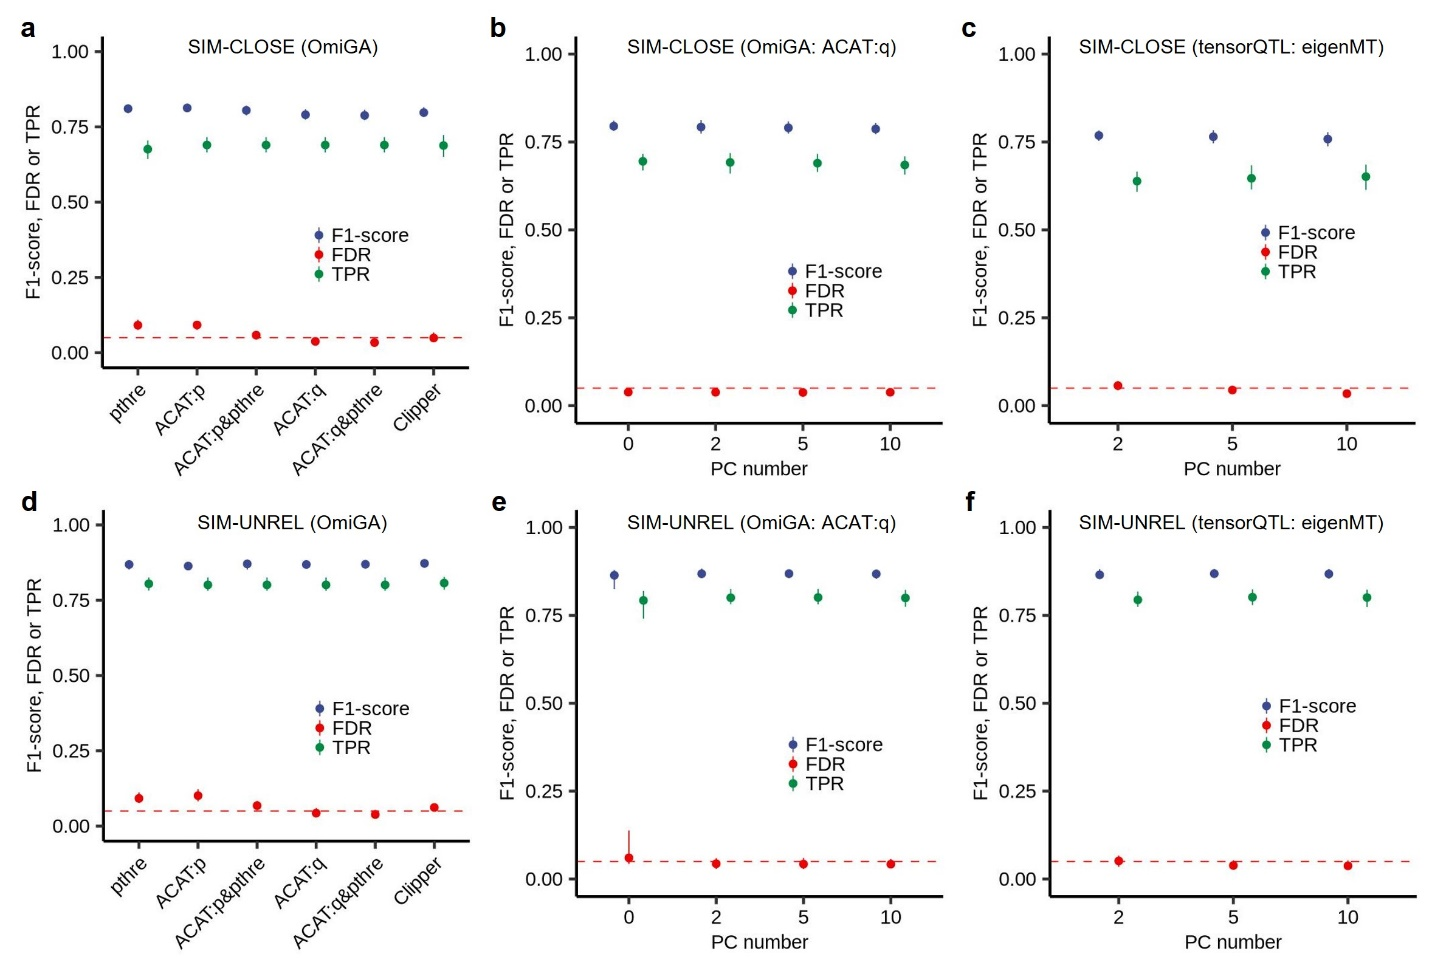 a
SIM-CLOSE (OmiGA)
F1-score, FDR or TPR
1.00
0.75
0.50
0.25
0.00
F1-score
FDR
TPR
pthre
ACAT:p
ACAT:p&pthre
ACAT:q
ACAT:q&pthre
Clipper
b
SIM-CLOSE (OmiGA: ACAT:q)
F1-score, FDR or TPR
1.00
0.75
0.50
0.25
0.00
F1-score
FDR
TPR
0 2 5 10
PC number
c
SIM-CLOSE (tensorQTL: eigenMT)
F1-score, FDR or TPR
1.00
0.75
0.50
0.25
0.00
F1-score
FDR
TPR
2 5 10
PC number
d
SIM-UNREL (OmiGA)
F1-score, FDR or TPR
1.00
0.75
0.50
0.25
0.00
F1-score
FDR
TPR
pthre
ACAT:p
ACAT:p&pthre
ACAT:q
ACAT:q&pthre
Clipper
e
SIM-UNREL (OmiGA: ACAT:q)
F1-score, FDR or TPR
1.00
0.75
0.50
0.25
0.00
F1-score
FDR
TPR
0 2 5 10
PC number
f
SIM-UNREL (tensorQTL: eigenMT)
F1-score, FDR or TPR
1.00
0.75
0.50
0.25
0.00
F1-score
FDR
TPR
2 5 10
PC number